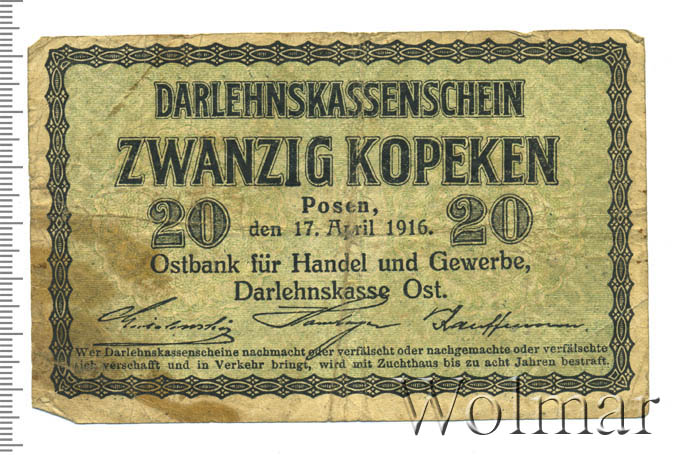 DARLEHNSKASSENSCHEIN
ZWANZIG KOPEKEN
20 Posen, 20
den 17. April 1916.
Ostbank für Handel und Gewerbe,
Darlehnskasse Ost.
Kauffmann
Wer Darlehnskassenscheine nachmacht oder verfälscht oder nachgemachte oder verfälschte
sich verschafft und in Verkehr bringt, wird mit Zuchthaus bis zu acht Jahren bestraft.
Wolmar